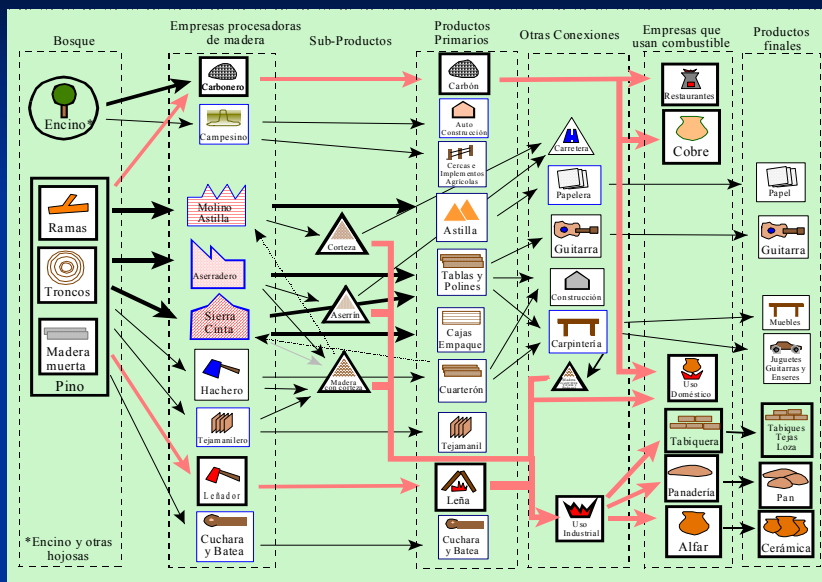 Bosque
Encino*
Ramas
Troncos
Madera
muerta
Pino
*Encino y otras
hojosas
Empresas procesadoras
de madera
Carbonero
Campesino
Molino
Astilla
Aserradero
Sierra
Cinta
Hachero
Tejamanilero
Leñador
Cuchara
y Batea
Sub-Productos
Corteza
Aserrín
Madera
con corteza
Productos
Primarios
Carbón
Auto
Construcción
Cercas e
Implementos
Agrícolas
Astilla
Tablas y
Polines
Cajas
Empaque
Cuarterón
Tejamanil
Leña
Cuchara
y Batea
Otras Conexiones
Carretera
Papelera
Guitarra
Construcción
Carpintería
Uso
Industrial
Empresas que
usan combustible
Restaurantes
Cobre
Uso
Doméstico
Tabiquera
Panadería
Alfar
Productos
finales
Papel
Guitarra
Muebles
Juguetes
Guitarras y
Enseres
Tabiques
Tejas
Loza
Pan
Cerámica